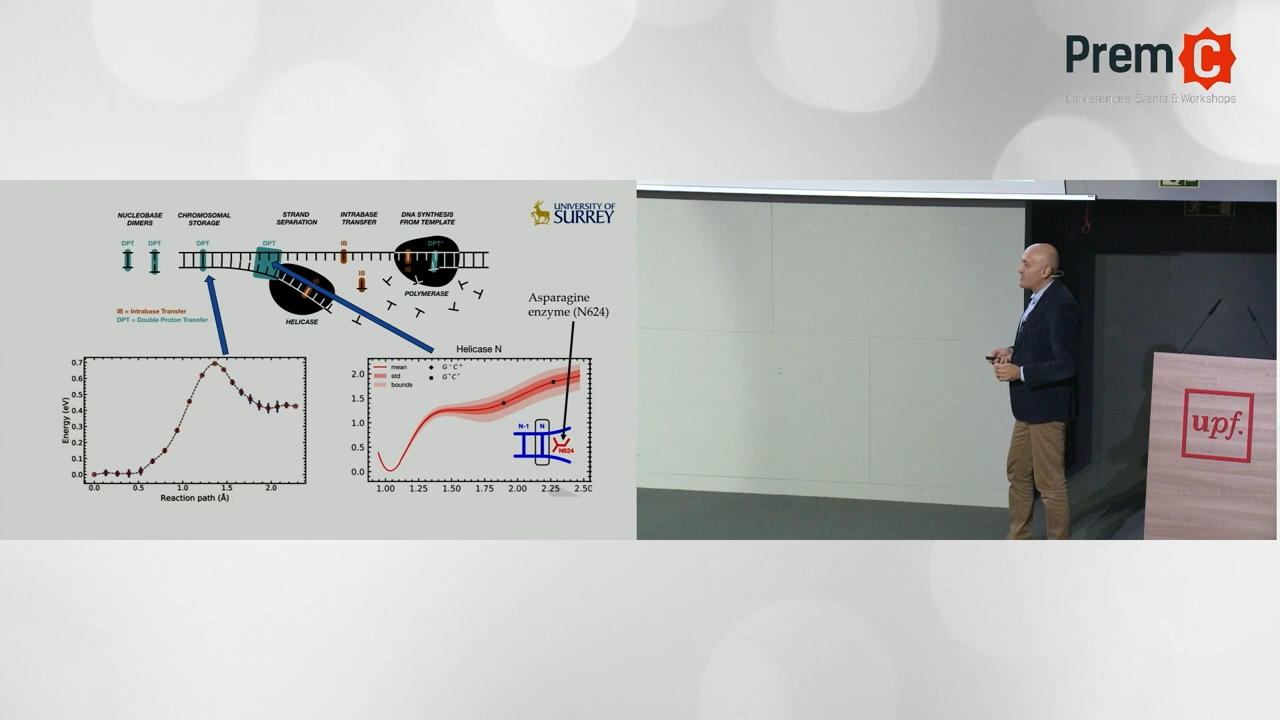 Prem C
Conferences, Events & Workshops
NUCLEOBASE
DIMERS
CHROMOSOMAL
STORAGE
STRAND
SEPARATION
INTRABASE
TRANSFER
DNA SYNTHESIS
FROM TEMPLATE
UNIVERSITY OF
SURREY
DPT
DPT
DPT
DPT
IB
DPT*
IB
IB
IB
POLYMERASE
HELICASE
IB = Intrabase Transfer
DPT = Double Proton Transfer
Asparagine
enzyme (N624)
0.7
0.6
0.5
0.4
0.3
0.2
0.1
0.0
Energy (eV)
0.0 0.5 1.0 1.5 2.0
Reaction path (Å)
Helicase N
mean
std
bounds
G⁻C⁺
G*C*
2.0
1.5
1.0
0.5
0.0
N-1 N
N624
1.00 1.25 1.50 1.75 2.00 2.25 2.50
upf.